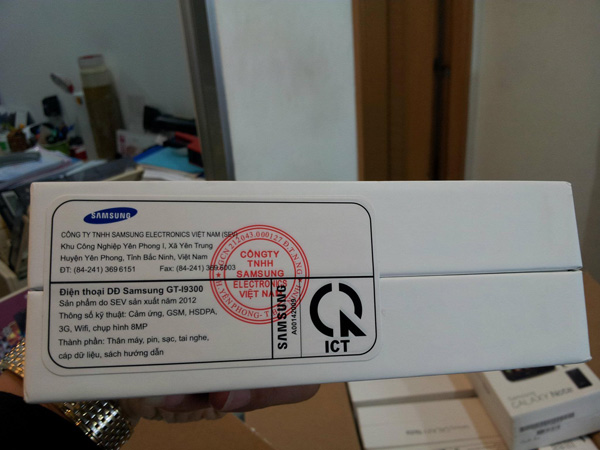 SAMSUNG
CÔNG TY TNHH SAMSUNG ELECTRONICS VIỆT NAM (SEV)
Khu Công Nghiệp Yên Phong I, Xã Yên Trung
Huyện Yên Phong, Tỉnh Bắc Ninh, Việt Nam
ĐT: (84-241) 369 6151 Fax: (84-241) 369 6003
CÔNG TY
TNHH
SAMSUNG
ELECTRONICS
VIỆT NAM
Điện thoại DĐ Samsung GT-I9300
Sản phẩm do SEV sản xuất năm 2012
Thông số kỹ thuật: Cảm ứng, GSM, HSDPA,
3G, Wifi, chụp hình 8MP
Thành phần: Thân máy, pin, sạc, tai nghe,
cáp dữ liệu, sách hướng dẫn
SAMSUNG
ICT
GALAXY Note